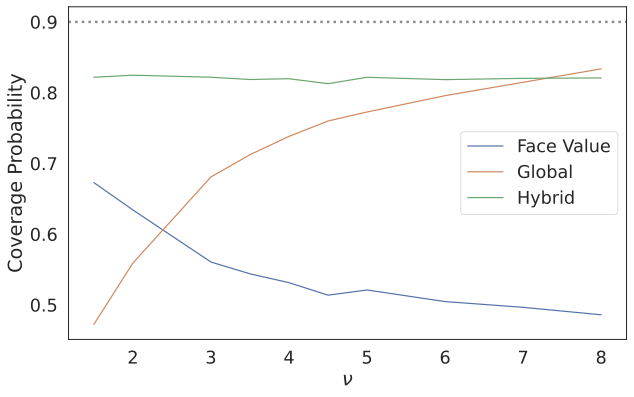 0.9
0.8
0.7
0.6
0.5
Coverage Probability
Face Value
Global
Hybrid
2 3 4 5 6 7 8
ν